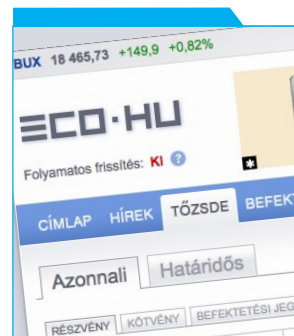 BUX 18 465,73 +149,9 +0,82%
ECO·HU
Folyamatos frissítés: KI ?
*
CÍMLAP HÍREK TŐZSDE
Azonnali Határidős
RÉSZVÉNY KÖTVÉNY BEFEKTETÉSI